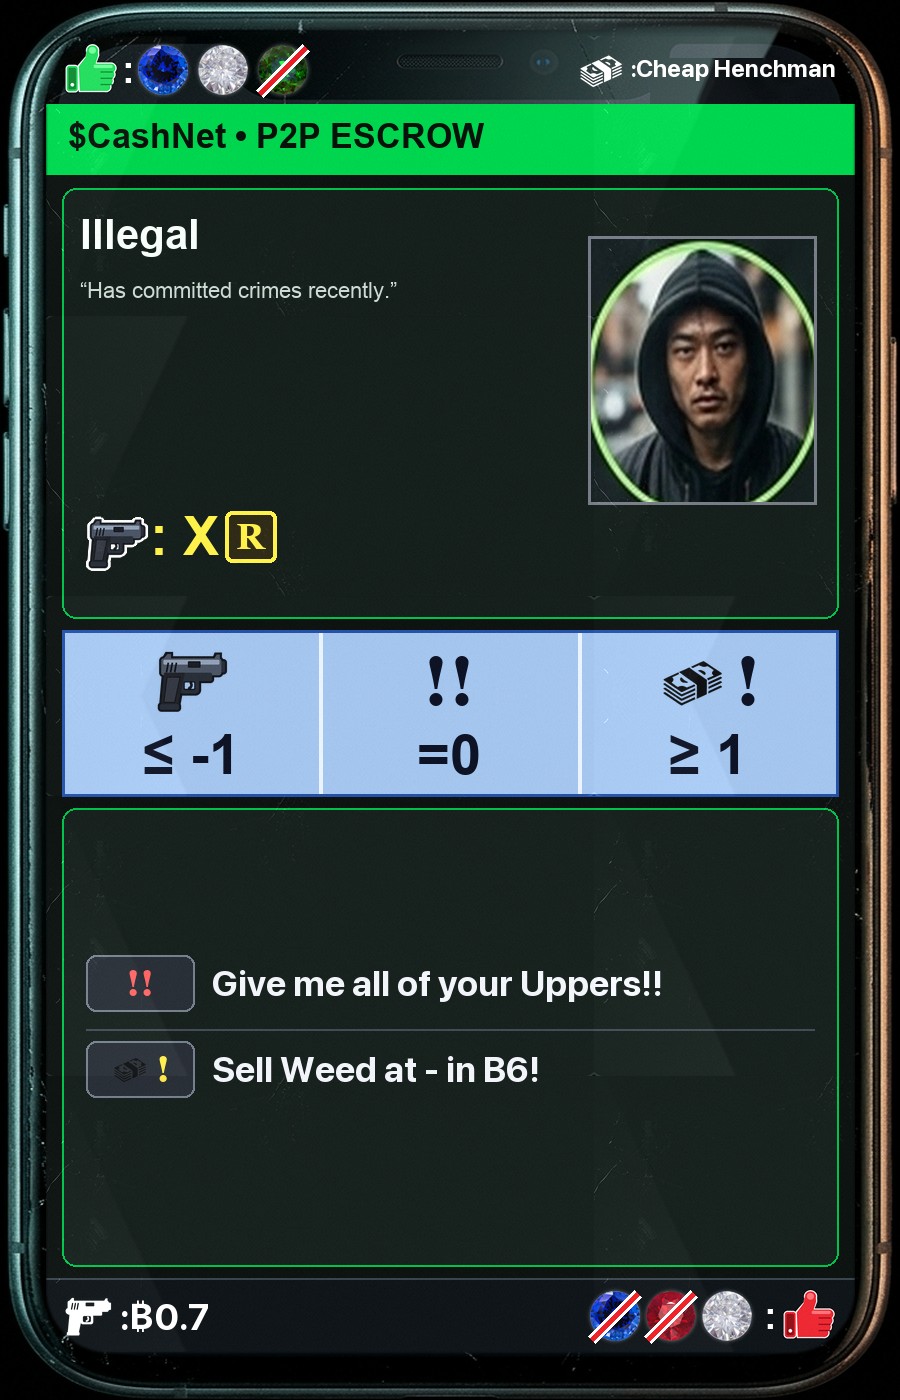 :
:Cheap Henchman
$CashNet • P2P ESCROW
Illegal
“Has committed crimes recently.”
: X R
!! !
≤ -1 =0 ≥ 1
!! Give me all of your Uppers!!
! Sell Weed at - in B6!
:₿0.7 :